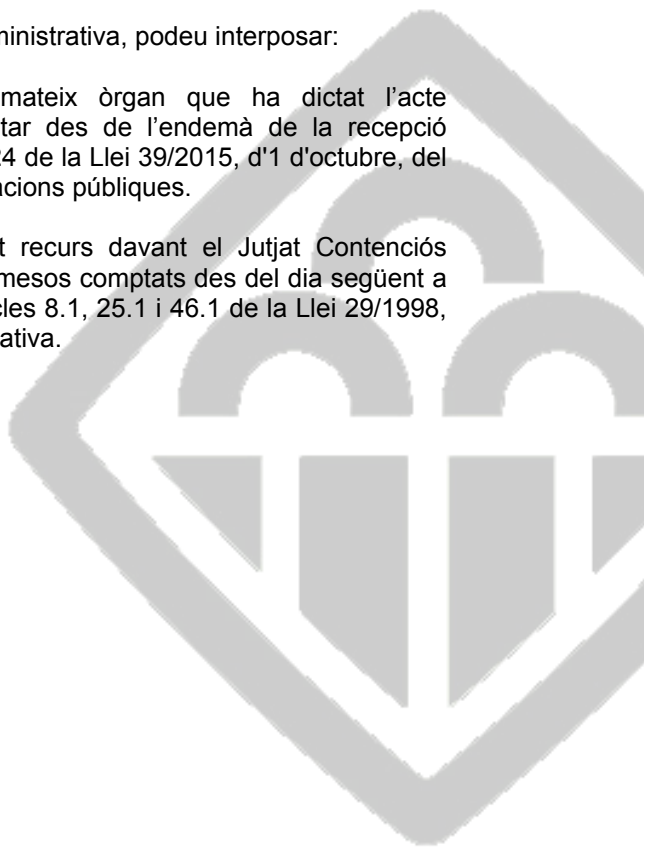 ministrativa, podeu interposar:
mateix òrgan que ha dictat l’acte
tar des de l’endemà de la recepció
24 de la Llei 39/2015, d'1 d'octubre, del
acions públiques.
t recurs davant el Jutjat Contenciós
mesos comptats des del dia següent a
cles 8.1, 25.1 i 46.1 de la Llei 29/1998,
ativa.